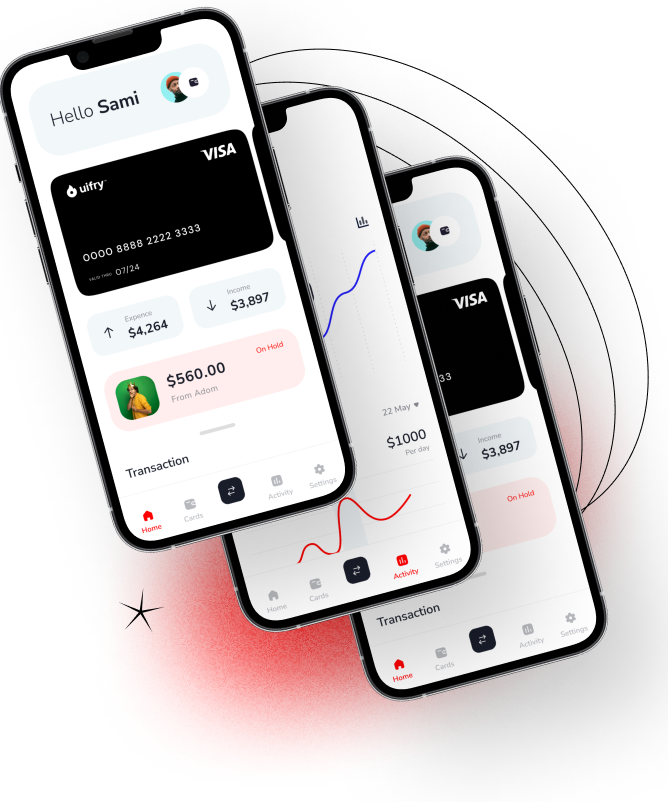 Hello Sami
VISA
uifry
0000 8888 2222 3333
VALID THRU 07/24
Expence
$4,264
Income
$3,897
$560.00
From Adom
On Hold
Transaction
Home
Cards
Activity
Settings
22 May
$1000
Per day
Home
Cards
Activity
Settings
VISA
33
Income
$3,897
On Hold
Transaction
Home
Cards
Activity
Settings